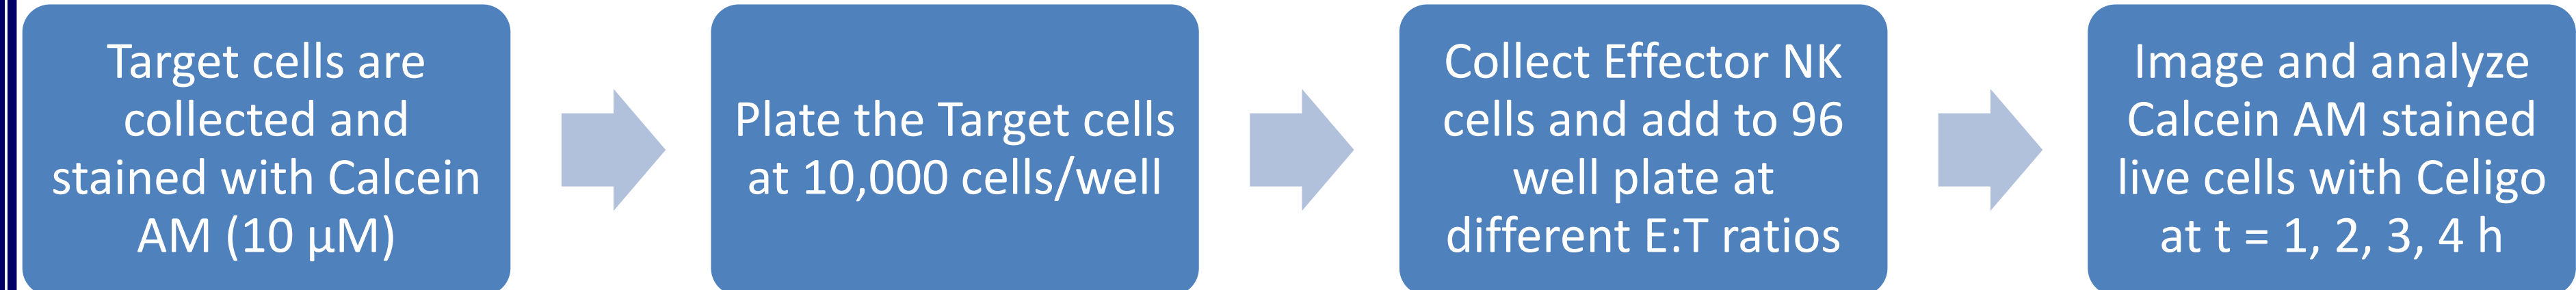 Target cells are
collected and
stained with Calcein
AM (10 µM)
Plate the Target cells
at 10,000 cells/well
Collect Effector NK
cells and add to 96
well plate at
different E:T ratios
Image and analyze
Calcein AM stained
live cells with Celigo
at t = 1, 2, 3, 4 h